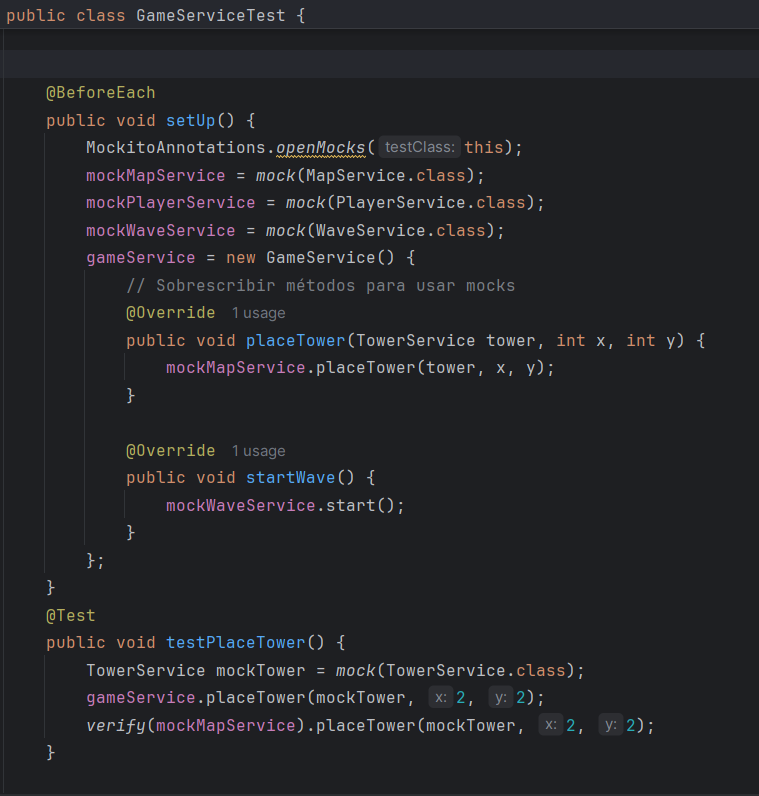 public class GameServiceTest {
@BeforeEach
public void setUp() {
MockitoAnnotations.openMocks( testClass: this);
mockMapService = mock(MapService.class);
mockPlayerService = mock(PlayerService.class);
mockWaveService = mock(WaveService.class);
gameService = new GameService() {
// Sobrescribir métodos para usar mocks
@Override 1 usage
public void placeTower(TowerService tower, int x, int y) {
mockMapService.placeTower(tower, x, y);
}
@Override 1 usage
public void startWave() {
mockWaveService.start();
}
};
}
@Test
public void testPlaceTower() {
TowerService mockTower = mock(TowerService.class);
gameService.placeTower(mockTower, x: 2, y: 2);
verify(mockMapService).placeTower(mockTower, x: 2, y: 2);
}